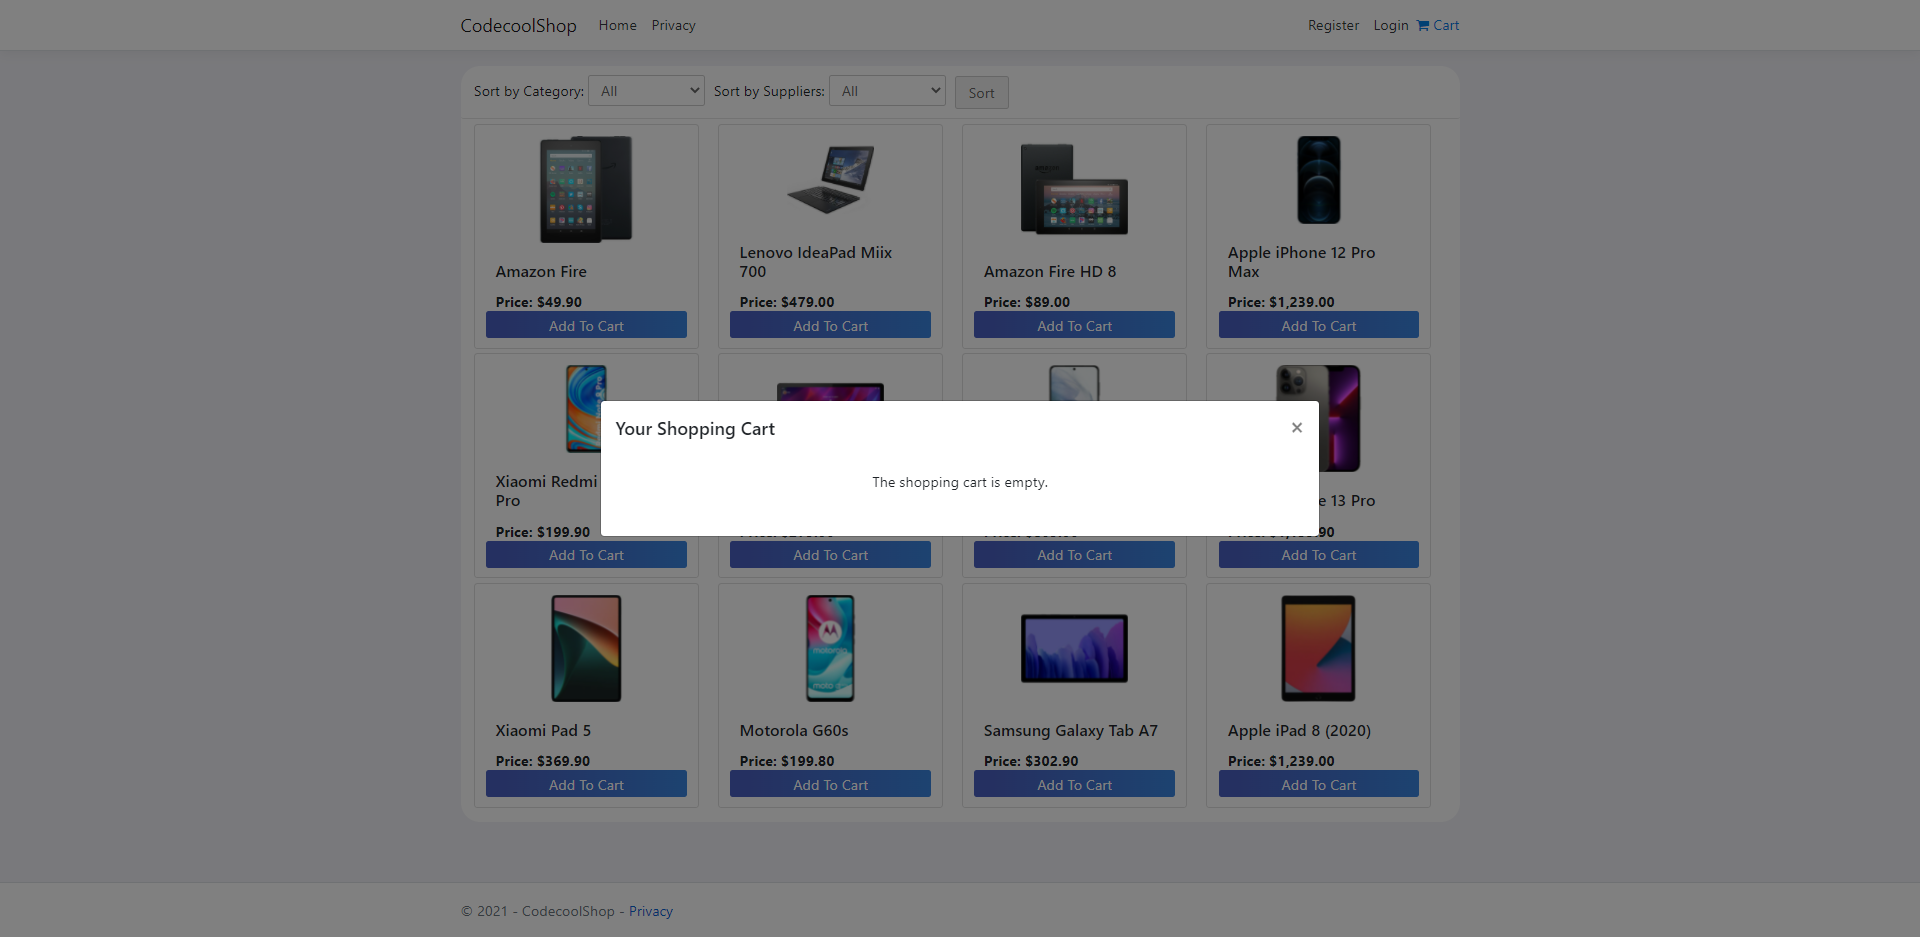 CodecoolShop Home Privacy Register Login Cart
Sort by Category: All Sort by Suppliers: All Sort
Amazon Fire
Price: $49.90
Add To Cart
Lenovo IdeaPad Miix
700
Price: $479.00
Add To Cart
Amazon Fire HD 8
Price: $89.00
Add To Cart
Apple iPhone 12 Pro
Max
Price: $1,239.00
Add To Cart
Your Shopping Cart ×
The shopping cart is empty.
Xiaomi Redmi
Pro
Price: $199.90
Add To Cart
Add To Cart
Add To Cart
13 Pro
Add To Cart
Xiaomi Pad 5
Price: $369.90
Add To Cart
motorola
moto
Motorola G60s
Price: $199.80
Add To Cart
Samsung Galaxy Tab A7
Price: $302.90
Add To Cart
Apple iPad 8 (2020)
Price: $1,239.00
Add To Cart
© 2021 - CodecoolShop - Privacy